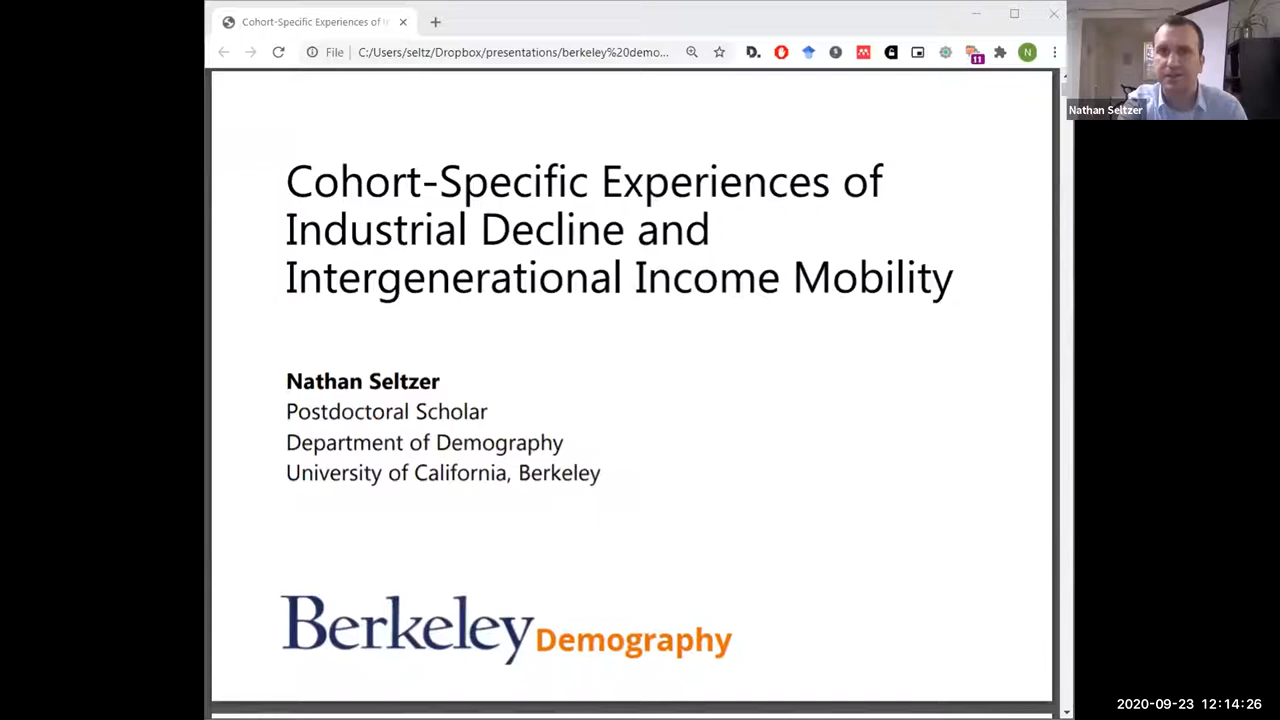 Cohort-Specific Experiences of I
File
C:/Users/seltz/Dropbox/presentations/berkeley%20demo...
D.
11
N
Nathan Seltzer
Cohort-Specific Experiences of
Industrial Decline and
Intergenerational Income Mobility
Nathan Seltzer
Postdoctoral Scholar
Department of Demography
University of California, Berkeley
Berkeley Demography
2020-09-23 12:14:26